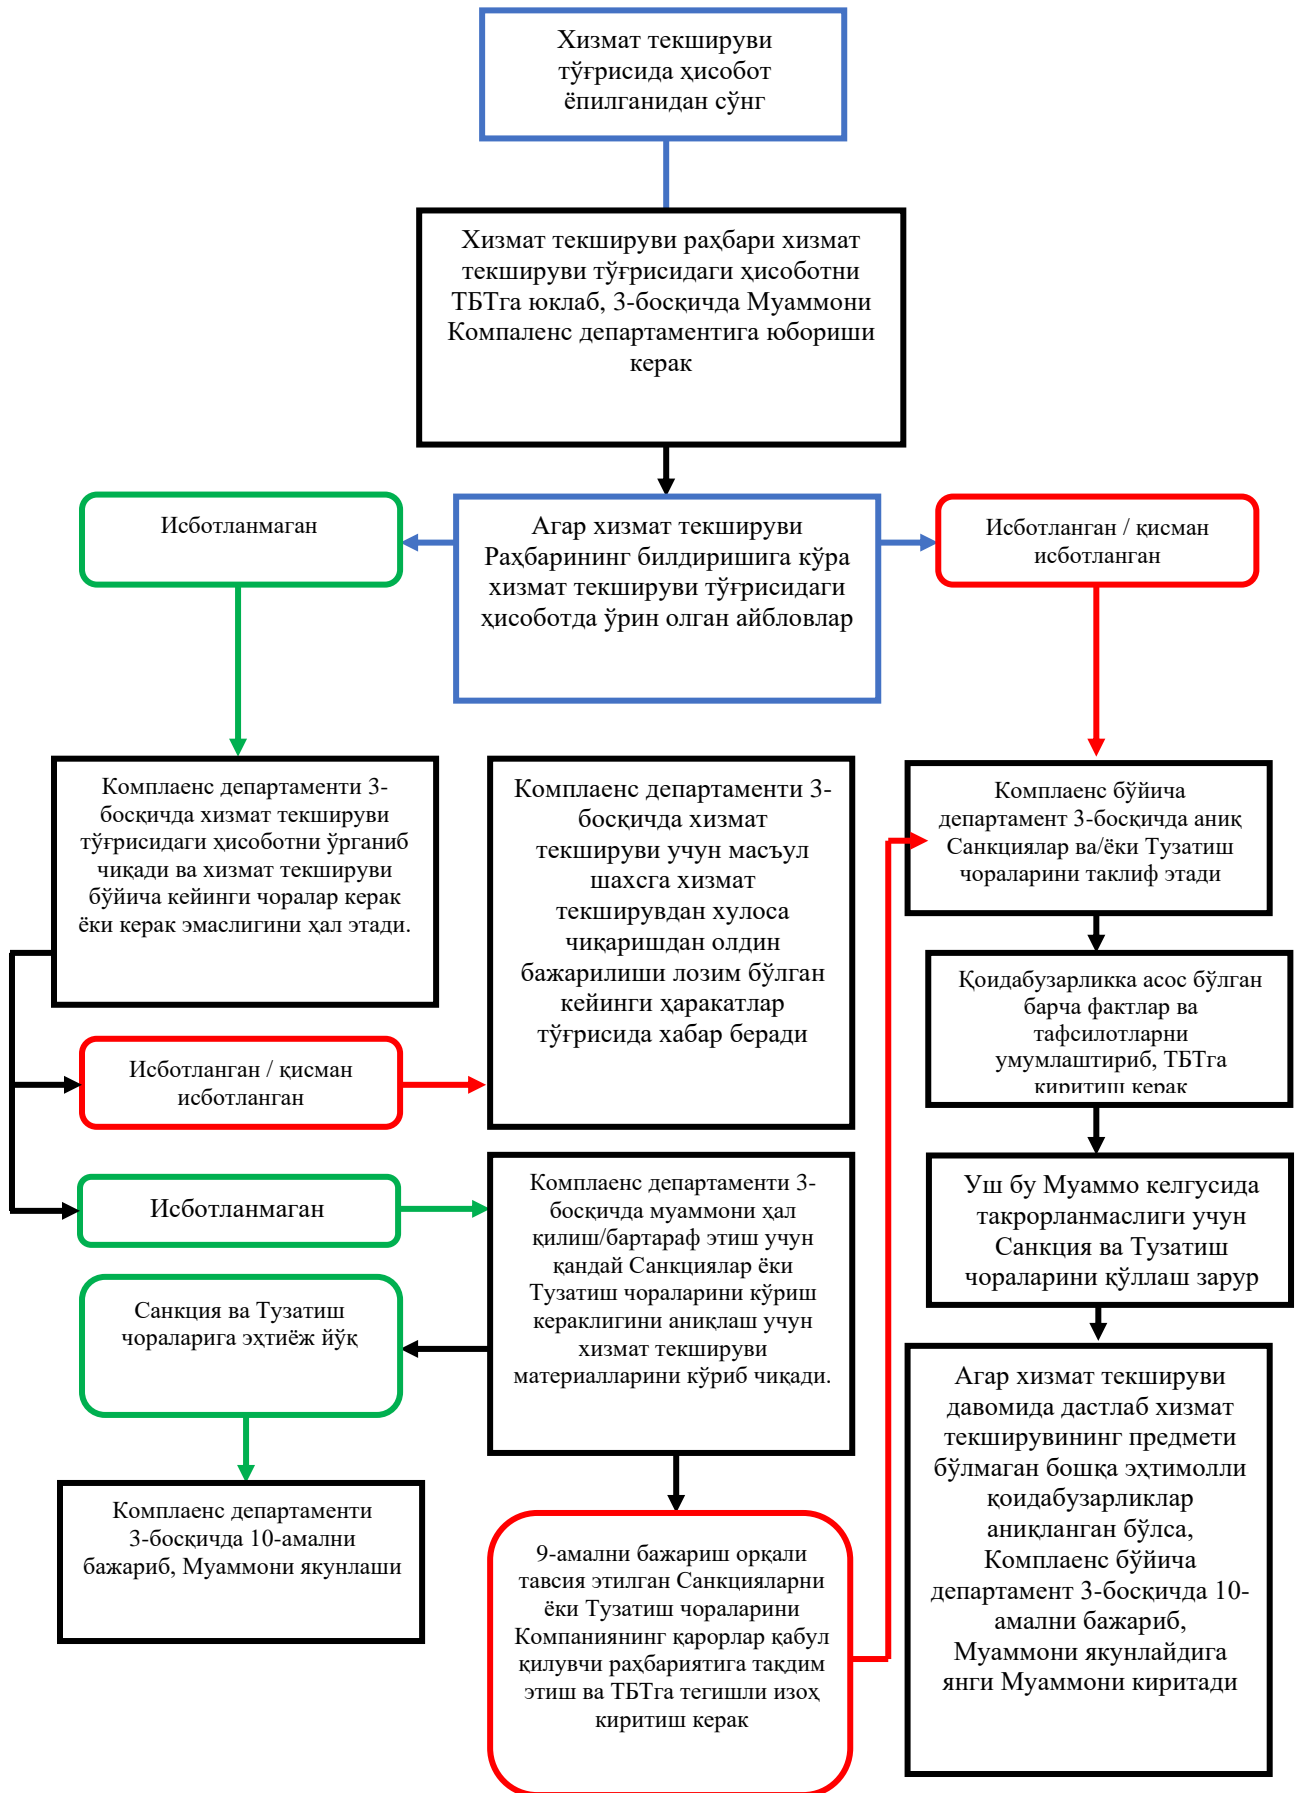 Хизмат текшируви
тўғрисида ҳисобот
ёпилганидан сўнг
Хизмат текшируви раҳбари хизмат
текшируви тўғрисидаги ҳисоботни
ТБТга юклаб, 3-босқичда Муаммони
Компаленс департаментига юбориши
керак
Исботланмаган
Агар хизмат текшируви
Раҳбарининг билдиришига кўра
хизмат текшируви тўғрисидаги
ҳисоботда ўрин олган айбловлар
Исботланган / қисман
исботланган
Комплаенс департаменти 3-
босқичда хизмат текшируви
тўғрисидаги ҳисоботни ўрганиб
чиқади ва хизмат текшируви
бўйича кейинги чоралар керак
ёки керак эмаслигини ҳал этади.
Комплаенс департаменти 3-
босқичда хизмат
текшируви учун масъул
шахсга хизмат
текширувдан хулоса
чиқаришдан олдин
бажарилиши лозим бўлган
кейинги ҳаракатлар
тўғрисида хабар беради
Комплаенс бўйича
департамент 3-босқичда аниқ
Санкциялар ва/ёки Тузатиш
чораларини таклиф этади
Қоидабузарликка асос бўлган
барча фактлар ва
тафсилотларни
умумлаштириб, ТБТга
киритиш керак
Исботланган / қисман
исботланган
Исботланмаган
Комплаенс департаменти 3-
босқичда муаммони ҳал
қилиш/бартараф этиш учун
қандай Санкциялар ёки
Тузатиш чораларини кўриш
кераклигини аниқлаш учун
хизмат текшируви
материалларини кўриб чиқади.
Уш бу Муаммо келгусида
такрорланмаслиги учун
Санкция ва Тузатиш
чораларини қўллаш зарур
Санкция ва Тузатиш
чораларига эҳтиёж йўқ
Агар хизмат текшируви
давомида дастлаб хизмат
текширувининг предмети
бўлмаган бошқа эҳтимолли
қоидабузарликлар
аниқланган бўлса,
Комплаенс бўйича
департамент 3-босқичда 10-
амални бажариб,
Муаммони якунлайдига
янги Муаммони киритади
Комплаенс департаменти
3-босқичда 10-амални
бажариб, Муаммони якунлаши
9-амални бажариш орқали
тавсия этилган Санкцияларни
ёки Тузатиш чораларини
Компаниянинг қарорлар қабул
қилувчи раҳбариятига тақдим
этиш ва ТБТга тегишли изоҳ
киритиш керак